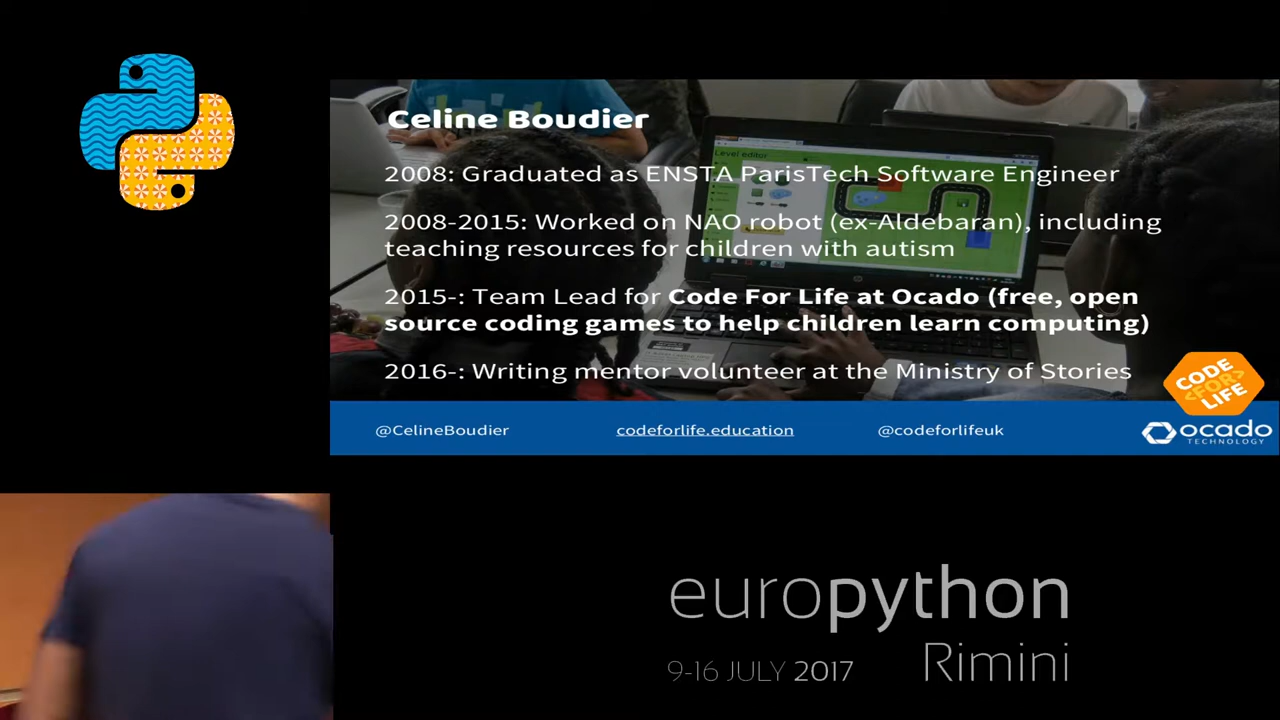 Celine Boudier
2008: Graduated as ENSTA ParisTech Software Engineer
2008-2015: Worked on NAO robot (ex-Aldebaran), including
teaching resources for children with autism
2015-: Team Lead for Code For Life at Ocado (free, open
source coding games to help children learn computing)
2016-: Writing mentor volunteer at the Ministry of Stories
Level editor
CODE
<FOR>
LIFE
@CelineBoudier
codeforlife.education
@codeforlifeuk
ocado
TECHNOLOGY
europython
Rimini
9-16 JULY 2017